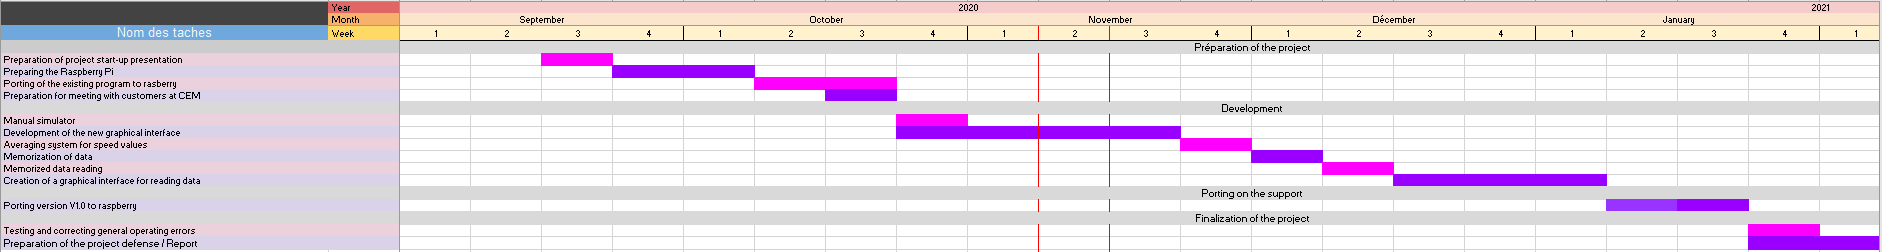 Year 2020 2021
Month September October November Décember January
Nom des taches Week 1 2 3 4 1 2 3 4 1 2 3 4 1 2 3 4 1 2 3 4 1
Préparation of the project
Preparation of project start-up presentation
Preparing the Raspberry Pi
Porting of the existing program to rasberry
Preparation for meeting with customers at CEM
Development
Manual simulator
Development of the new graphical interface
Averaging system for speed values
Memorization of data
Memorized data reading
Creation of a graphical interface for reading data
Porting on the support
Porting version V1.0 to raspberry
Finalization of the project
Testing and correcting general operating errors
Preparation of the project defense / Report